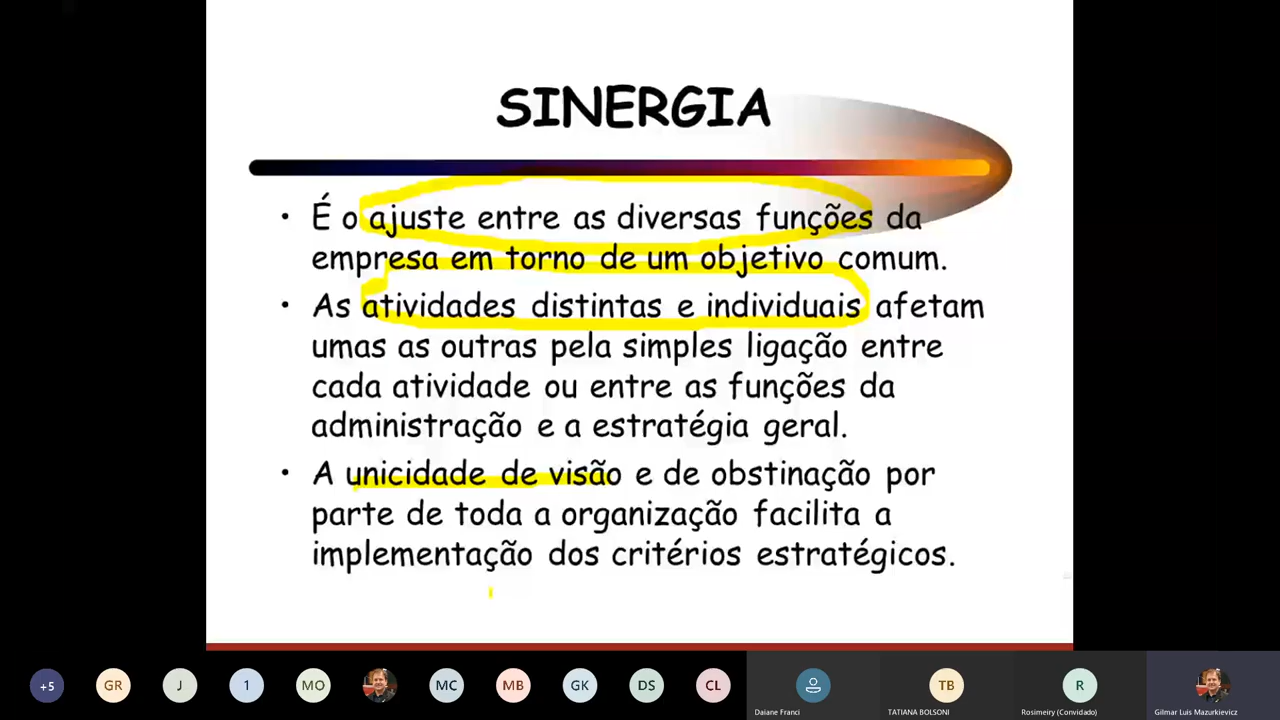 SINERGIA
• É o ajuste entre as diversas funções da
empresa em torno de um objetivo comum.
• As atividades distintas e individuais afetam
umas as outras pela simples ligação entre
cada atividade ou entre as funções da
administração e a estratégia geral.
• A unicidade de visão e de obstinação por
parte de toda a organização facilita a
implementação dos critérios estratégicos.
+5 GR J 1 MO MC MB GK DS CL TB R
Daiane Franci TATIANA BOLSONI Rosimeiry (Convidado) Gilmar Luis Mazurkievicz